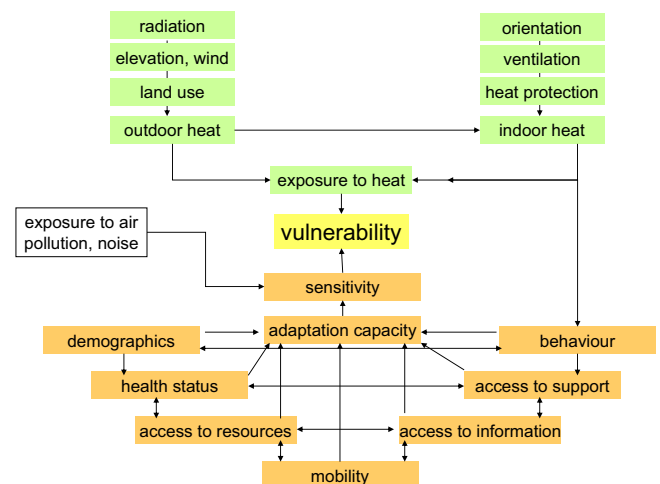 radiation
orientation
elevation, wind
ventilation
land use
heat protection
outdoor heat
indoor heat
exposure to heat
exposure to air
pollution, noise
vulnerability
sensitivity
adaptation capacity
demographics
behaviour
health status
access to support
access to resources
access to information
mobility